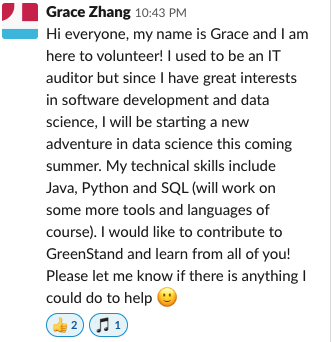 Grace Zhang 10:43 PM
Hi everyone, my name is Grace and I am
here to volunteer! I used to be an IT
auditor but since I have great interests
in software development and data
science, I will be starting a new
adventure in data science this coming
summer. My technical skills include
Java, Python and SQL (will work on
some more tools and languages of
course). I would like to contribute to
GreenStand and learn from all of you!
Please let me know if there is anything I
could do to help 🙂
👍 2 🎵 1